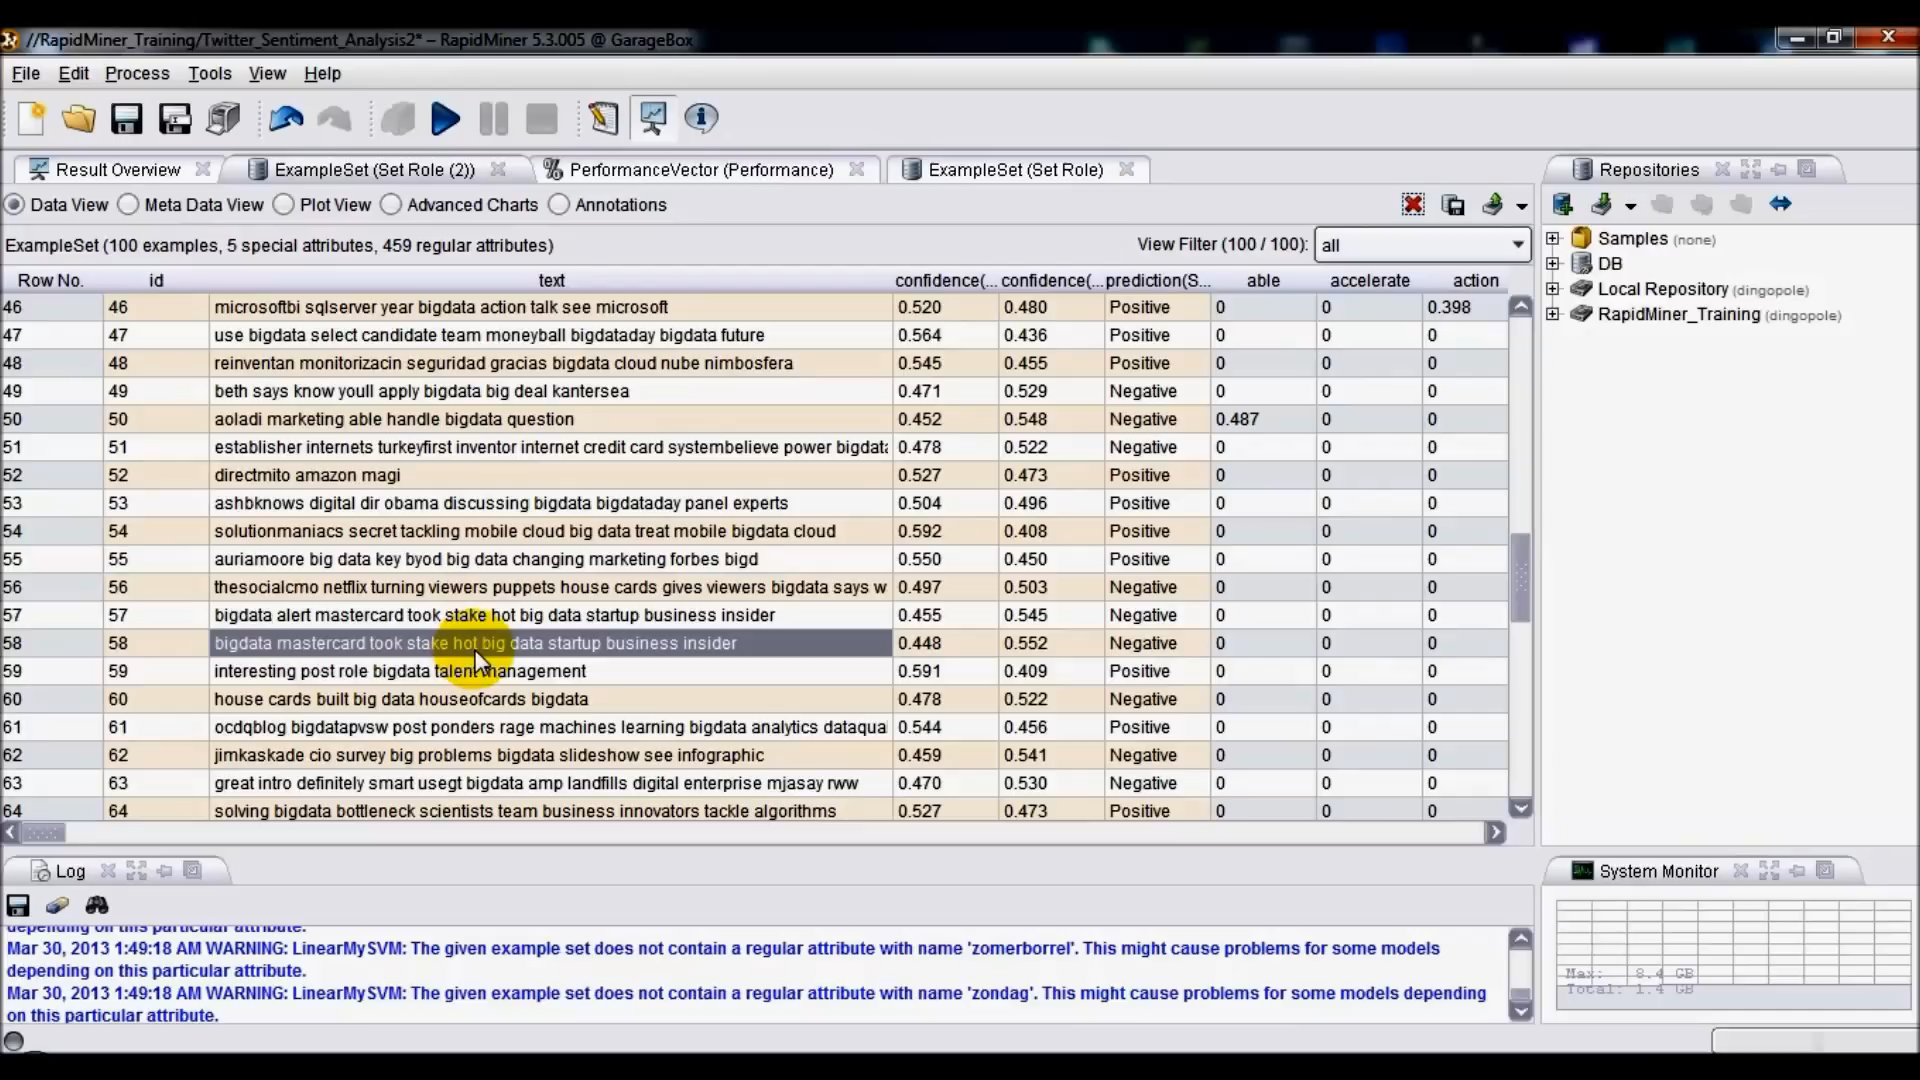 //RapidMiner_Training/Twitter_Sentiment_Analysis2* – RapidMiner 5.3.005 @ GarageBox
File Edit Process Tools View Help
Result Overview ExampleSet (Set Role (2)) PerformanceVector (Performance) ExampleSet (Set Role) Repositories
Data View Meta Data View Plot View Advanced Charts Annotations
ExampleSet (100 examples, 5 special attributes, 459 regular attributes) View Filter (100 / 100): all
Samples (none)
DB
Local Repository (dingopole)
RapidMiner_Training (dingopole)
Row No. id text confidence(... confidence(... prediction(S... able accelerate action
46 46 microsoftbi sqlserver year bigdata action talk see microsoft 0.520 0.480 Positive 0 0 0.398
47 47 use bigdata select candidate team moneyball bigdataday bigdata future 0.564 0.436 Positive 0 0 0
48 48 reinventan monitorizacin seguridad gracias bigdata cloud nube nimbosfera 0.545 0.455 Positive 0 0 0
49 49 beth says know youll apply bigdata big deal kantersea 0.471 0.529 Negative 0 0 0
50 50 aoladi marketing able handle bigdata question 0.452 0.548 Negative 0.487 0 0
51 51 establisher internets turkeyfirst inventor internet credit card systembelieve power bigdata 0.478 0.522 Negative 0 0 0
52 52 directmito amazon magi 0.527 0.473 Positive 0 0 0
53 53 ashbknows digital dir obama discussing bigdata bigdataday panel experts 0.504 0.496 Positive 0 0 0
54 54 solutionmaniacs secret tackling mobile cloud big data treat mobile bigdata cloud 0.592 0.408 Positive 0 0 0
55 55 auriamoore big data key byod big data changing marketing forbes bigd 0.550 0.450 Positive 0 0 0
56 56 thesocialcmo netflix turning viewers puppets house cards gives viewers bigdata says w 0.497 0.503 Negative 0 0 0
57 57 bigdata alert mastercard took stake hot big data startup business insider 0.455 0.545 Negative 0 0 0
58 58 bigdata mastercard took stake hot big data startup business insider 0.448 0.552 Negative 0 0 0
59 59 interesting post role bigdata talent management 0.591 0.409 Positive 0 0 0
60 60 house cards built big data houseofcards bigdata 0.478 0.522 Negative 0 0 0
61 61 ocdqblog bigdatapvsw post ponders rage machines learning bigdata analytics dataqua 0.544 0.456 Positive 0 0 0
62 62 jimkaskade cio survey big problems bigdata slideshow see infographic 0.459 0.541 Negative 0 0 0
63 63 great intro definitely smart usegt bigdata amp landfills digital enterprise mjasay rww 0.470 0.530 Negative 0 0 0
64 64 solving bigdata bottleneck scientists team business innovators tackle algorithms 0.527 0.473 Positive 0 0 0
Log System Monitor
depending on this particular attribute.
Mar 30, 2013 1:49:18 AM WARNING: LinearMySVM: The given example set does not contain a regular attribute with name 'zomerborrel'. This might cause problems for some models
depending on this particular attribute.
Mar 30, 2013 1:49:18 AM WARNING: LinearMySVM: The given example set does not contain a regular attribute with name 'zondag'. This might cause problems for some models depending
on this particular attribute.
Max: 8.4 GB
Total: 1.4 GB